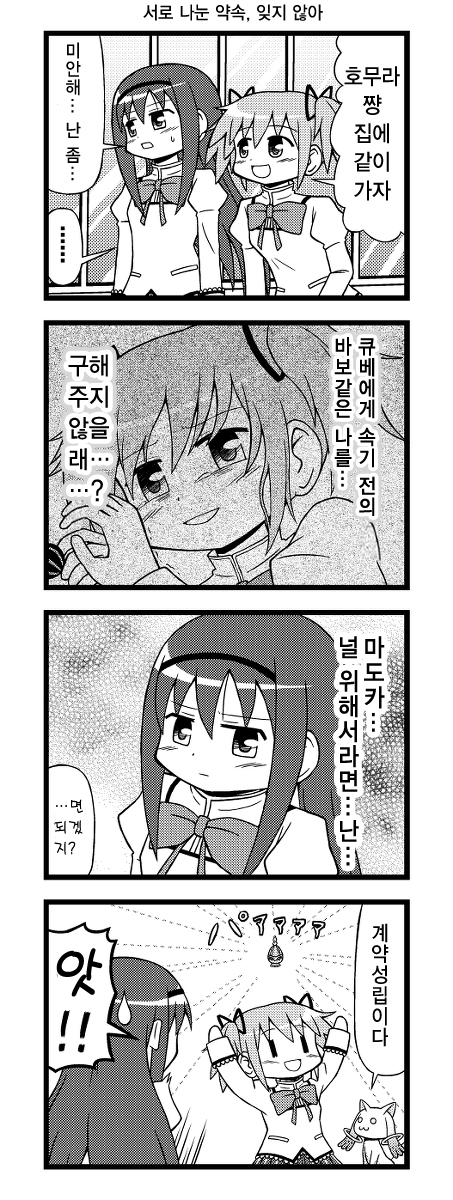 서로 나눈 약속, 잊지 않아
호무라
쨩
집에
같이
가자
미안해… 난 좀…
……
큐베에게 속기 전의
바보같은 나를…
구해
주지
않을
래…
…?
마도카…
널 위해서라면…난…
…면
되겠
지?
계약성립이다
パァァァァ
앗!!